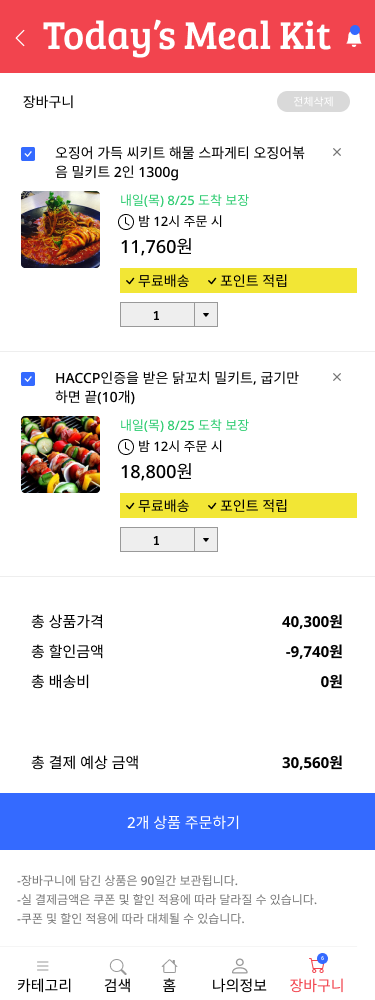 Today's Meal Kit
장바구니
전체삭제
오징어 가득 씨키트 해물 스파게티 오징어볶
음 밀키트 2인 1300g
내일(목) 8/25 도착 보장
밤 12시 주문 시
11,760원
무료배송 포인트 적립
1
HACCP인증을 받은 닭꼬치 밀키트, 굽기만
하면 끝(10개)
내일(목) 8/25 도착 보장
밤 12시 주문 시
18,800원
무료배송 포인트 적립
1
총 상품가격 40,300원
총 할인금액 -9,740원
총 배송비 0원
총 결제 예상 금액 30,560원
2개 상품 주문하기
-장바구니에 담긴 상품은 90일간 보관됩니다.
-실 결제금액은 쿠폰 및 할인 적용에 따라 달라질 수 있습니다.
-쿠폰 및 할인 적용에 따라 대체될 수 있습니다.
카테고리 검색 홈 나의정보 장바구니